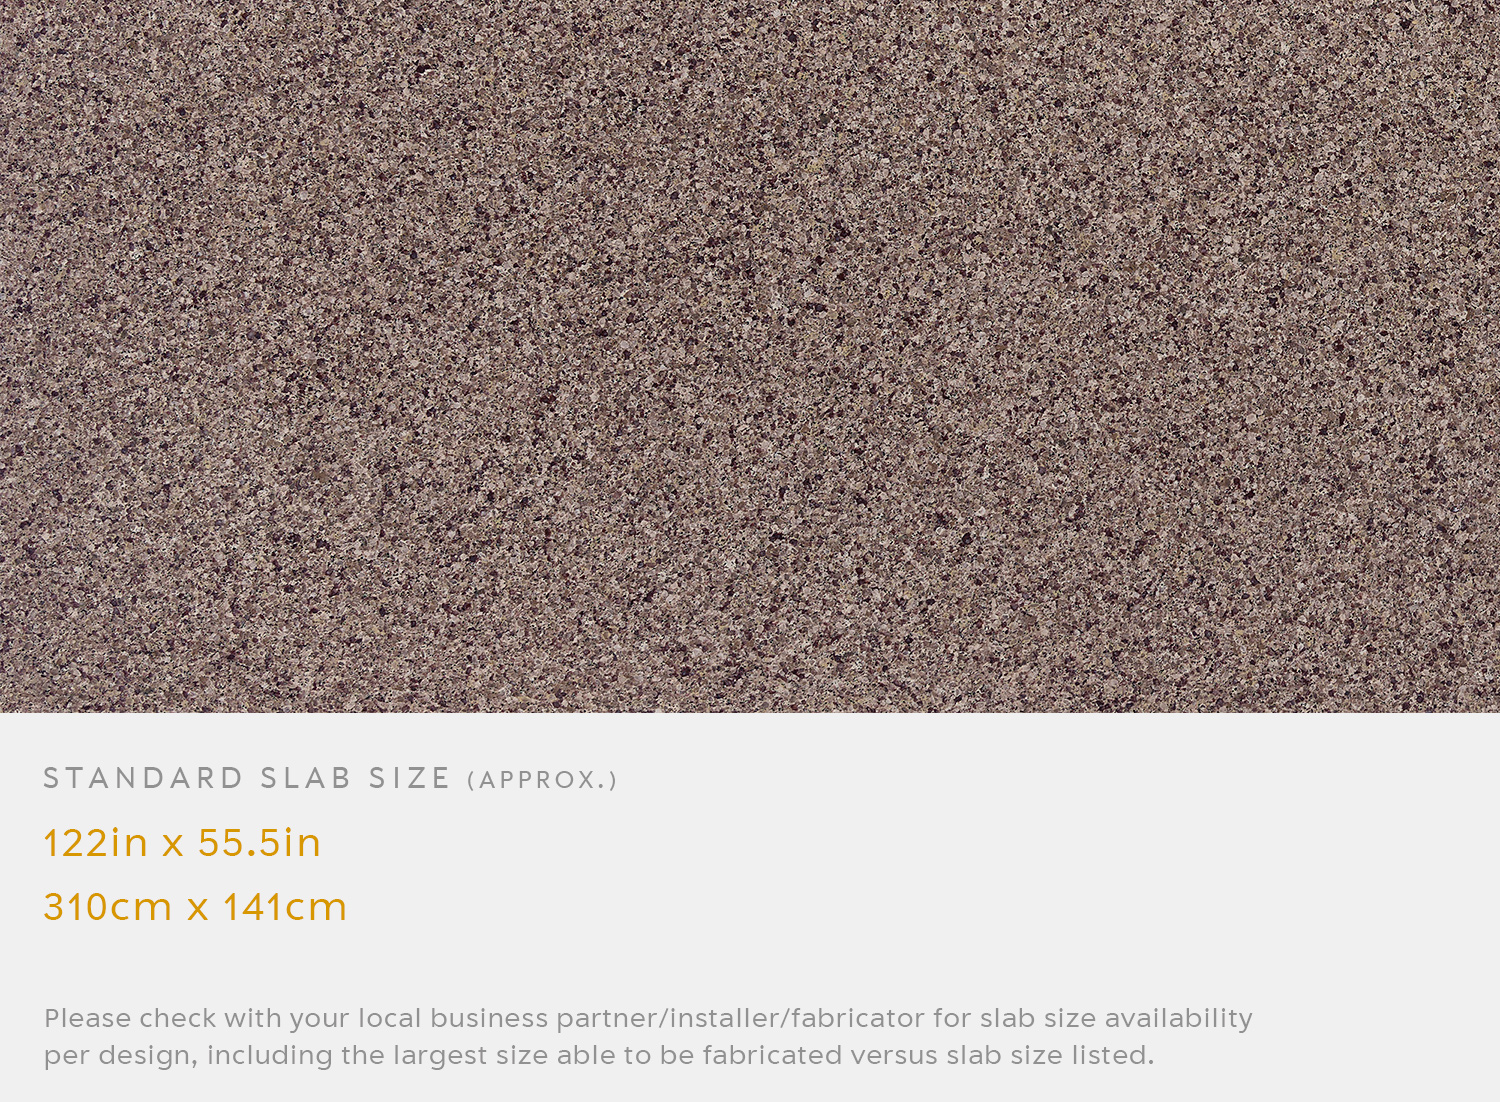 STANDARD SLAB SIZE (APPROX.)
122in x 55.5in
310cm x 141cm
Please check with your local business partner/installer/fabricator for slab size availability
per design, including the largest size able to be fabricated versus slab size listed.